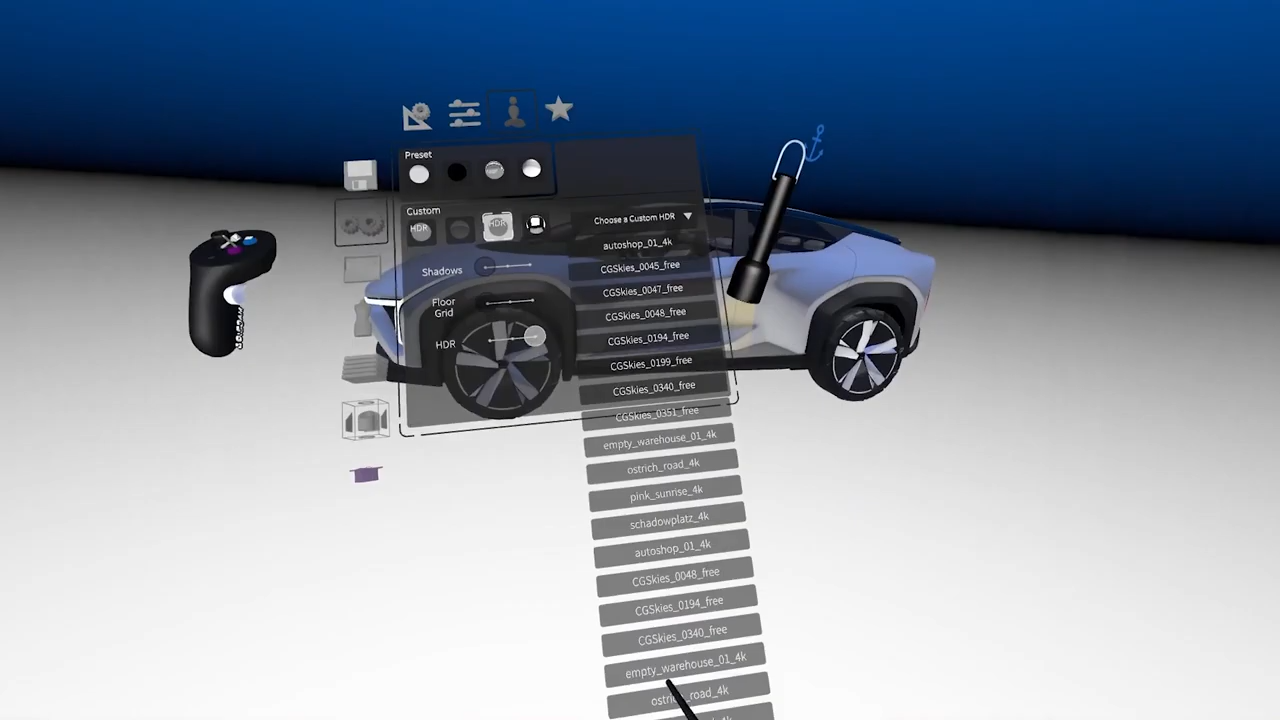 Preset
Custom
HDR
HDR
Choose a Custom HDR
autoshop_01_4k
CGSkies_0045_free
Shadows
CGSkies_0047_free
Floor
Grid
CGSkies_0048_free
HDR
CGSkies_0194_free
CGSkies_0199_free
CGSkies_0340_free
CGSkies_0351_free
empty_warehouse_01_4k
ostrich_road_4k
pink_sunrise_4k
schadowplatz_4k
autoshop_01_4k
CGSkies_0048_free
CGSkies_0194_free
CGSkies_0340_free
empty_warehouse_01_4k
ostrich_road_4k